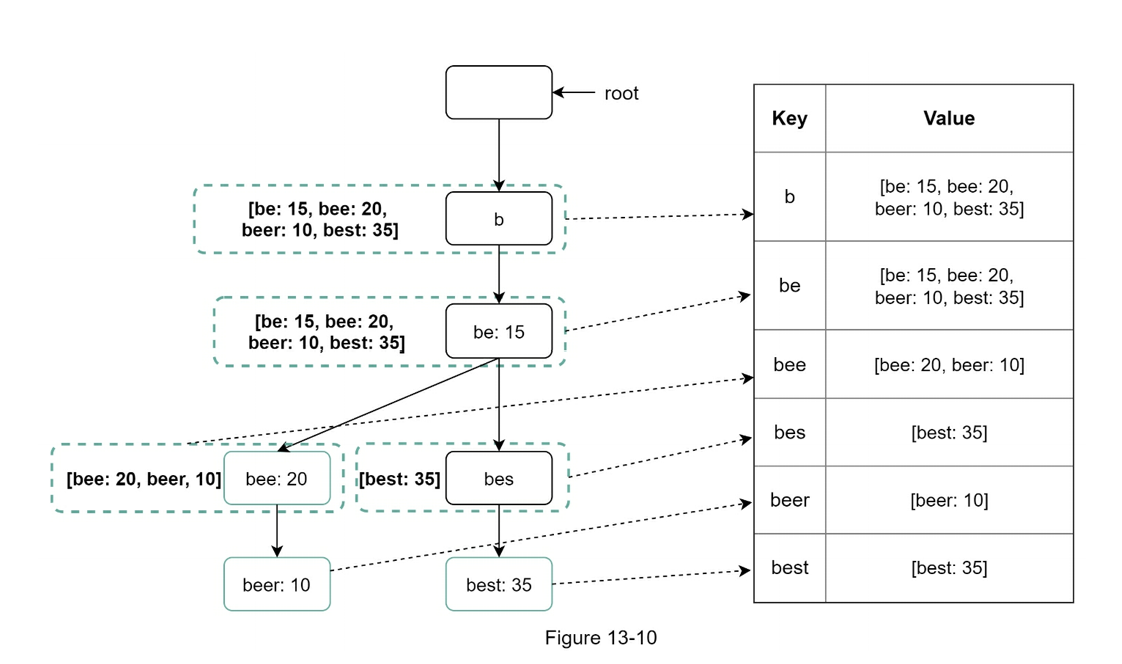 root
Key
Value
[be: 15, bee: 20,
beer: 10, best: 35]
b
b
[be: 15, bee: 20,
beer: 10, best: 35]
[be: 15, bee: 20,
beer: 10, best: 35]
be: 15
be
[be: 15, bee: 20,
beer: 10, best: 35]
bee
[bee: 20, beer: 10]
[bee: 20, beer, 10]
bee: 20
[best: 35]
bes
bes
[best: 35]
beer
[beer: 10]
beer: 10
best: 35
best
[best: 35]
Figure 13-10